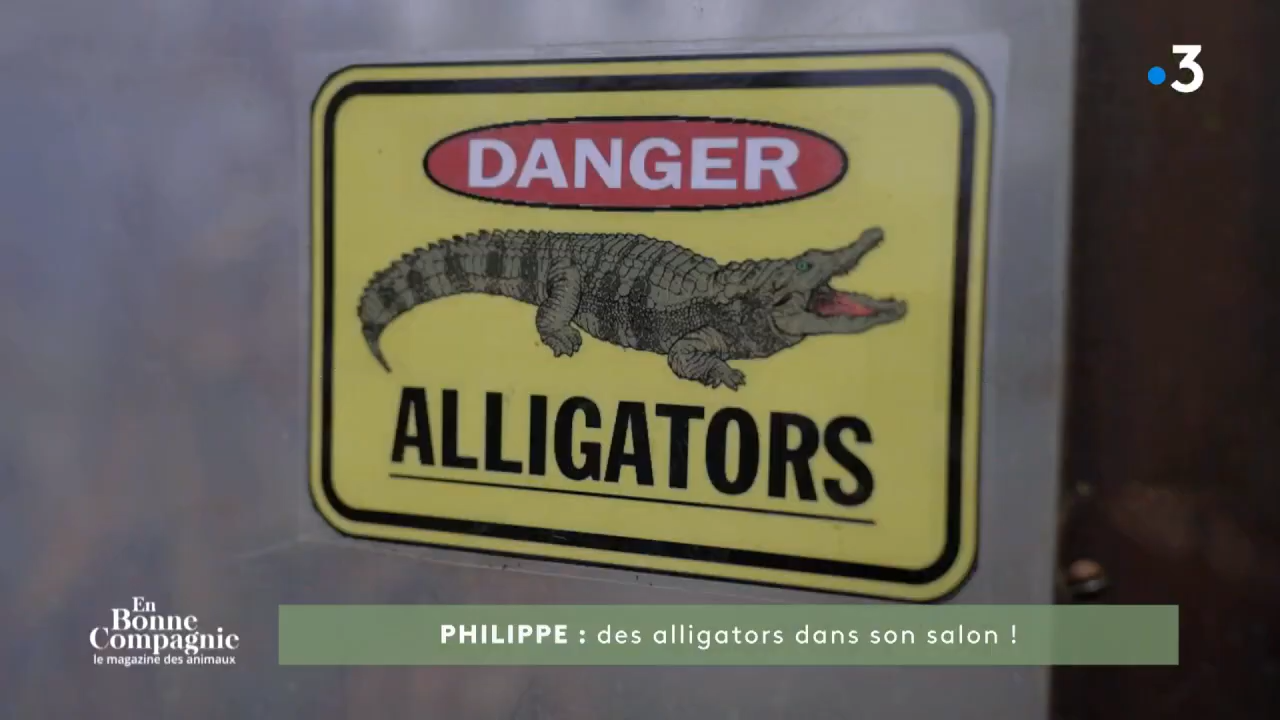 3
DANGER
ALLIGATORS
En
Bonne
Compagnie
le magazine des animaux
PHILIPPE : des alligators dans son salon !